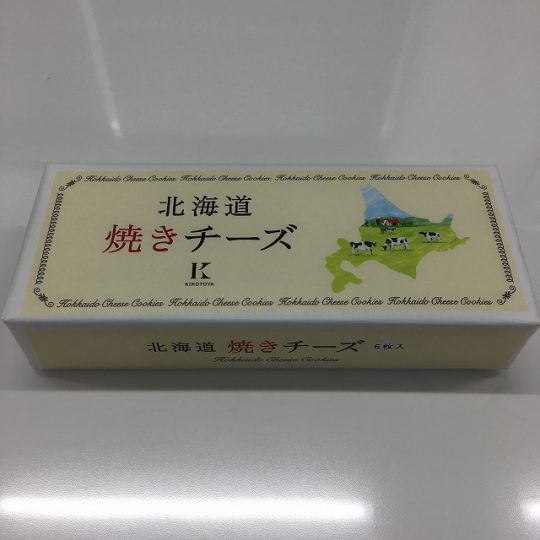 Hokkaido Cheese Cookies Hokkaido Cheese Cookies Hokkaido Cheese Cookies Hokkaido Cheese Cookies
北海道
焼きチーズ
K
KINOTOYA
Hokkaido Cheese Cookies Hokkaido Cheese Cookies Hokkaido Cheese Cookies Hokkaido Cheese Cookies
北海道 焼きチーズ 6枚入
Hokkaido Cheese Cookies